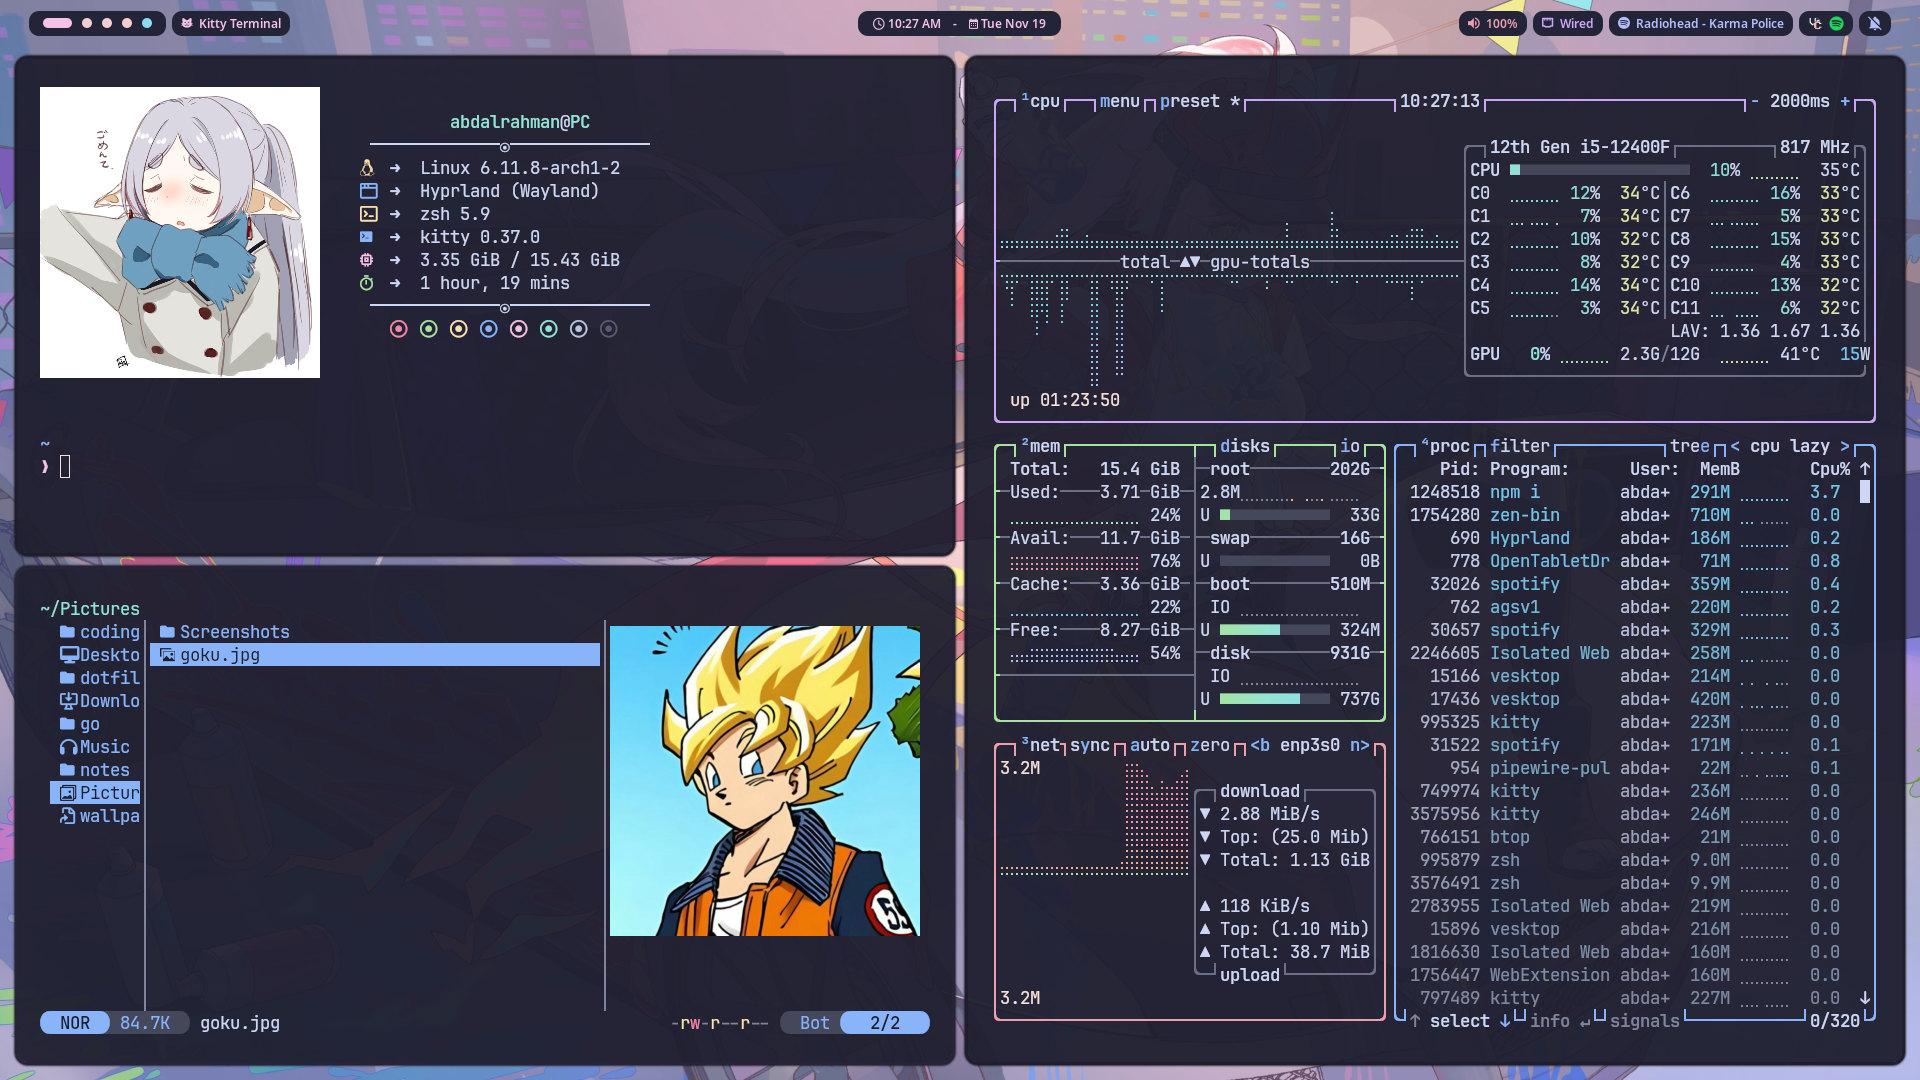 Kitty Terminal
10:27 AM - Tue Nov 19
100%
Wired
Radiohead - Karma Police
ごめんて、
abdalrahman@PC
➜ Linux 6.11.8-arch1-2
➜ Hyprland (Wayland)
➜ zsh 5.9
➜ kitty 0.37.0
➜ 3.35 GiB / 15.43 GiB
➜ 1 hour, 19 mins
~
❯
~/Pictures
coding
Deskto
dotfil
Downlo
go
Music
notes
Pictur
wallpa
Screenshots
goku.jpg
59
NOR 84.7K goku.jpg
-rw-r--r-- Bot 2/2
¹cpu menu preset * 10:27:13 - 2000ms +
12th Gen i5-12400F 817 MHz
CPU 10% 35°C
C0 12% 34°C C6 16% 33°C
C1 7% 34°C C7 5% 33°C
C2 10% 32°C C8 15% 33°C
C3 8% 32°C C9 4% 33°C
C4 14% 34°C C10 13% 32°C
C5 3% 34°C C11 6% 32°C
LAV: 1.36 1.67 1.36
GPU 0% 2.3G/12G 41°C 15W
total ▲▼ gpu-totals
up 01:23:50
²mem disks io
Total: 15.4 GiB
Used: 3.71 GiB
24%
Avail: 11.7 GiB
76%
Cache: 3.36 GiB
22%
Free: 8.27 GiB
54%
root 202G
2.8M
U 33G
swap 16G
U 0B
boot 510M
IO
U 324M
disk 931G
IO
U 737G
³net sync auto zero <b enp3s0 n>
3.2M
download
▼ 2.88 MiB/s
▼ Top: (25.0 Mib)
▼ Total: 1.13 GiB
▲ 118 KiB/s
▲ Top: (1.10 Mib)
▲ Total: 38.7 MiB
upload
3.2M
⁴proc filter tree < cpu lazy >
Pid: Program: User: MemB Cpu% ↑
1248518 npm i abda+ 291M 3.7
1754280 zen-bin abda+ 710M 0.0
690 Hyprland abda+ 186M 0.2
778 OpenTabletDr abda+ 71M 0.8
32026 spotify abda+ 359M 0.4
762 agsv1 abda+ 220M 0.2
30657 spotify abda+ 329M 0.3
2246605 Isolated Web abda+ 258M 0.0
15166 vesktop abda+ 214M 0.0
17436 vesktop abda+ 420M 0.0
995325 kitty abda+ 223M 0.0
31522 spotify abda+ 171M 0.1
954 pipewire-pul abda+ 22M 0.1
749974 kitty abda+ 236M 0.0
3575956 kitty abda+ 246M 0.0
766151 btop abda+ 21M 0.0
995879 zsh abda+ 9.0M 0.0
3576491 zsh abda+ 9.9M 0.0
2783955 Isolated Web abda+ 219M 0.0
15896 vesktop abda+ 216M 0.0
1816630 Isolated Web abda+ 160M 0.0
1756447 WebExtension abda+ 160M 0.0
797489 kitty abda+ 227M 0.0 ↓
↑ select ↓ info ↵ signals 0/320